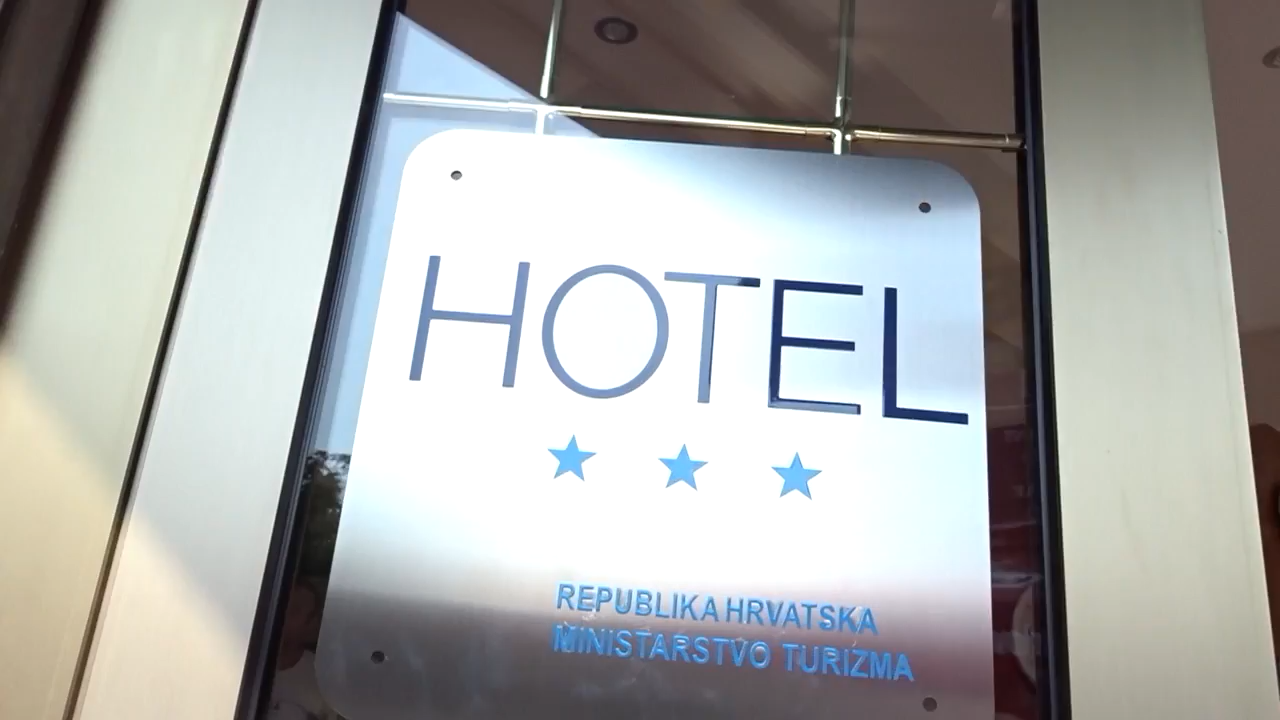 HOTEL
★ ★ ★
REPUBLIKA HRVATSKA
MINISTARSTVO TURIZMA